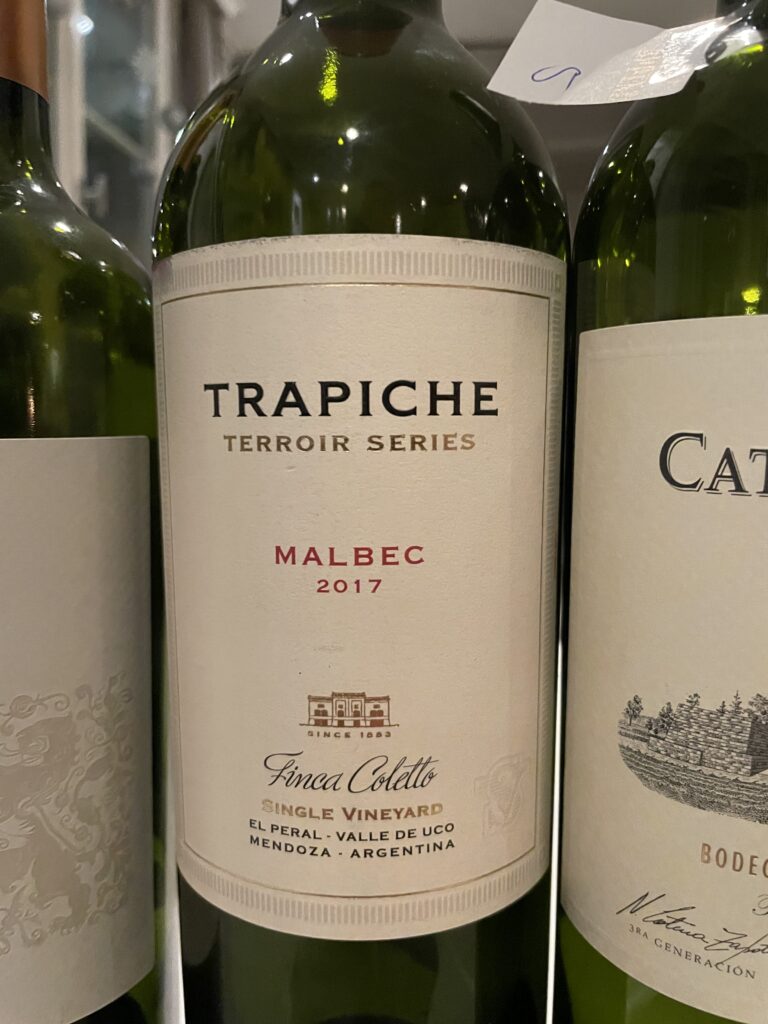 TRAPICHE
TERROIR SERIES
MALBEC
2017
SINCE 1883
Finca Coletto
SINGLE VINEYARD
EL PERAL - VALLE DE UCO
MENDOZA - ARGENTINA
CAT
BODEG
3RA GENERACIÓN